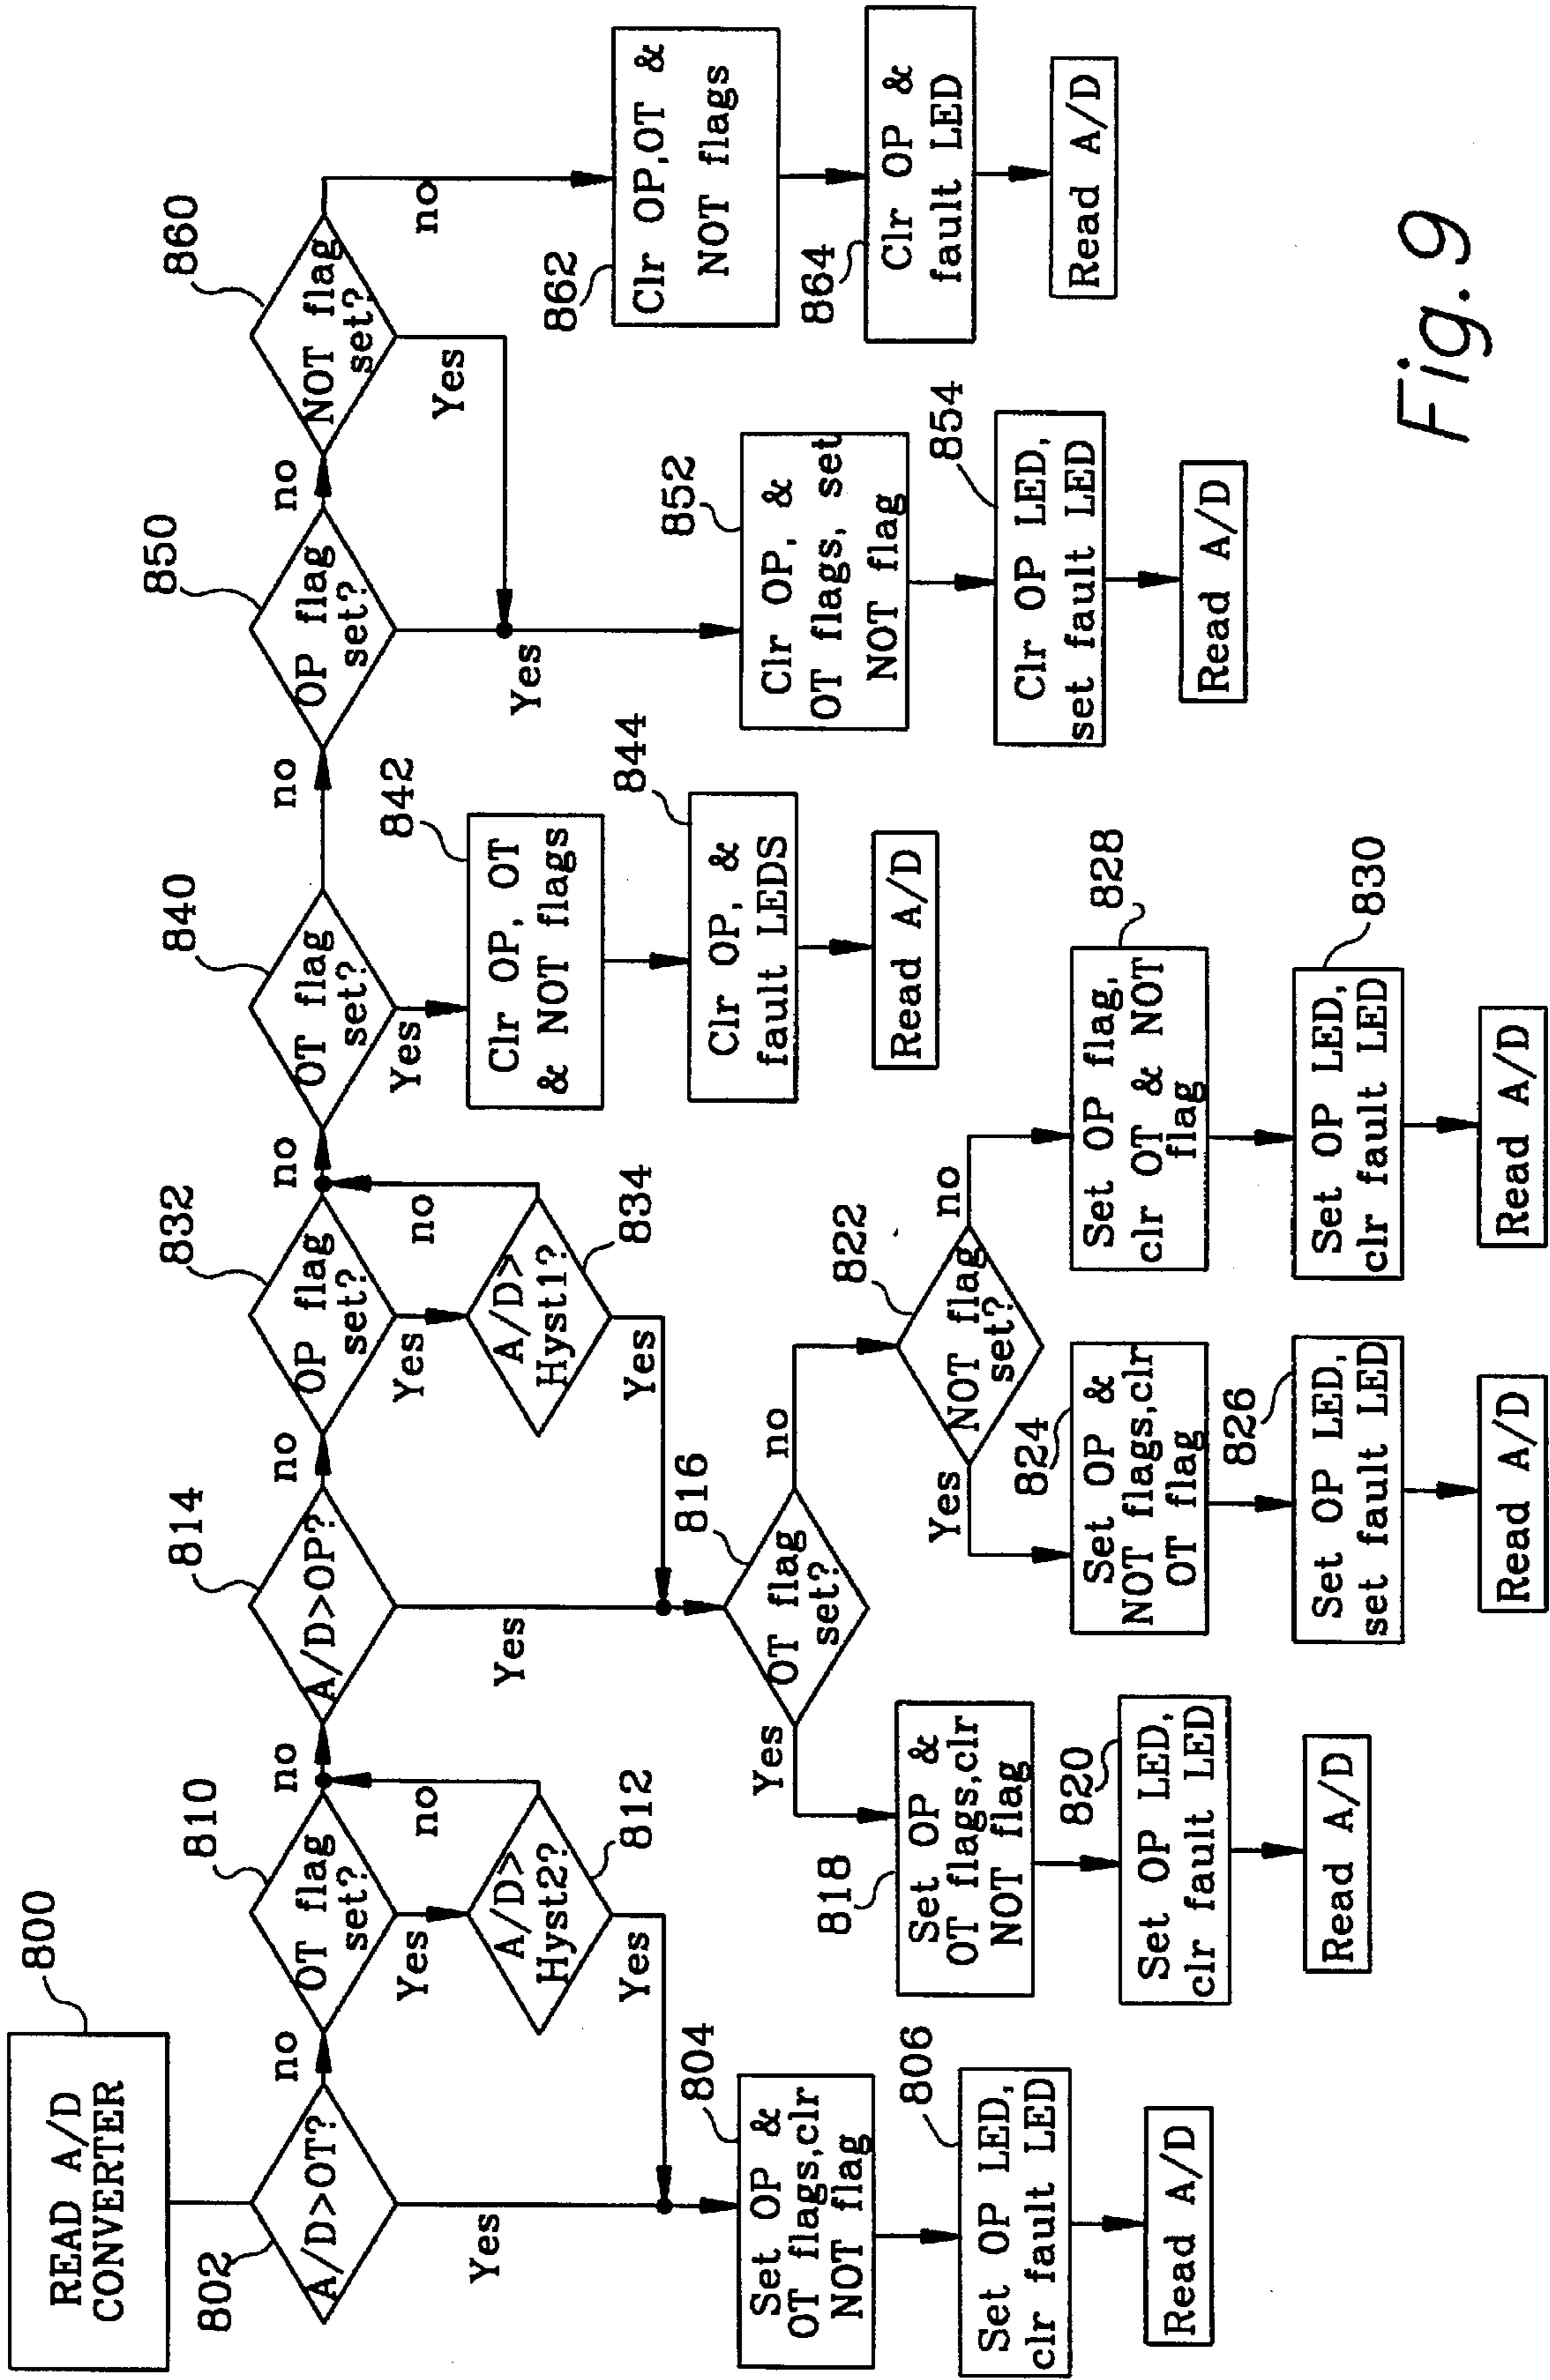 READ A/D
CONVERTER
800
802
A/D>OT?
no
Yes
804
Set OP &
OT flags,clr
NOT flag
806
Set OP LED,
clr fault LED
Read A/D
810
OT flag
set?
no
Yes
812
A/D>
Hyst2?
no
Yes
814
A/D>OP?
no
Yes
816
OT flag
set?
Yes
no
818
Set OP &
OT flags,clr
NOT flag
820
Set OP LED,
clr fault LED
Read A/D
822
NOT flag
set?
Yes
no
824
Set OP &
NOT flags,clr
OT flag
826
Set OP LED,
set fault LED
Read A/D
828
Set OP flag,
clr OT & NOT
flag
830
Set OP LED,
clr fault LED
Read A/D
832
OP flag
set?
no
Yes
834
A/D>
Hyst1?
no
Yes
840
OT flag
set?
no
Yes
842
Clr OP, OT
& NOT flags
844
Clr OP, &
fault LEDS
Read A/D
850
OP flag
set?
no
Yes
852
Clr OP, &
OT flags, set
NOT flag
854
Clr OP LED,
set fault LED
Read A/D
860
NOT flag
set?
no
Yes
862
Clr OP,OT &
NOT flags
864
Clr OP &
fault LED
Read A/D
Fig. 9